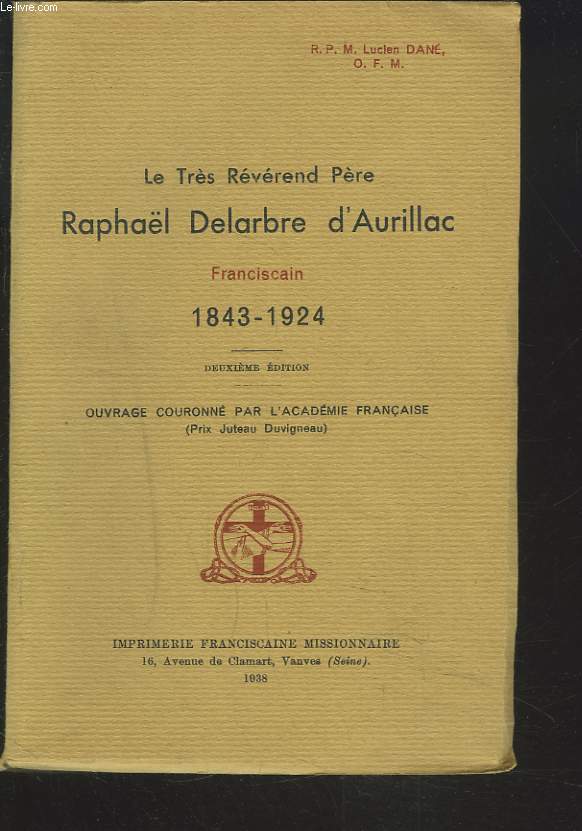 Le-livre.com
R. P. M. Lucien DANÉ,
O. F. M.
Le Très Révérend Père
Raphaël Delarbre d'Aurillac
Franciscain
1843-1924
DEUXIÈME ÉDITION
OUVRAGE COURONNÉ PAR L'ACADÉMIE FRANÇAISE
(Prix Juteau Duvigneau)
IMPRIMERIE FRANCISCAINE MISSIONNAIRE
16, Avenue de Clamart, Vanves (Seine).
1938